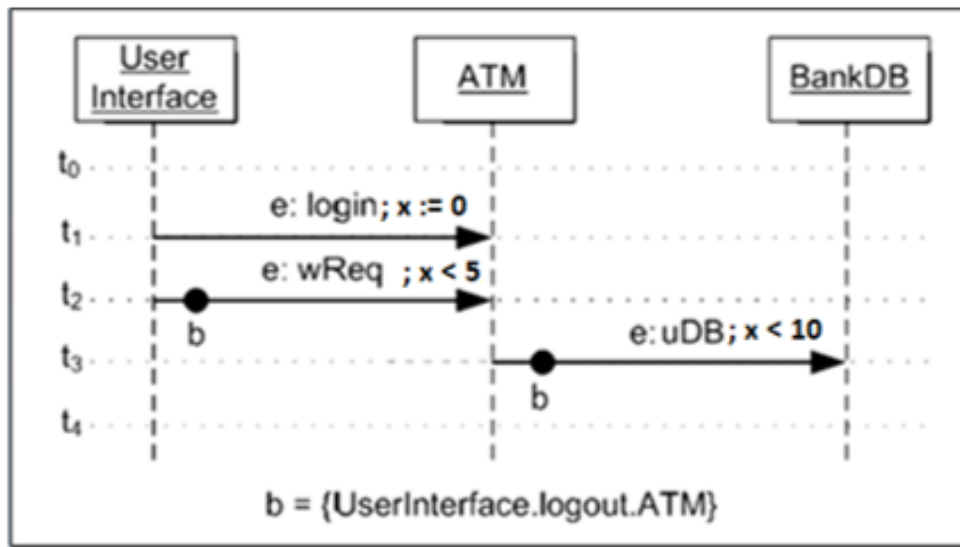 User
Interface
ATM
BankDB
t0
e: login; x := 0
t1
e: wReq ; x < 5
t2
b
e: uDB; x < 10
t3
b
t4
b = {UserInterface.logout.ATM}